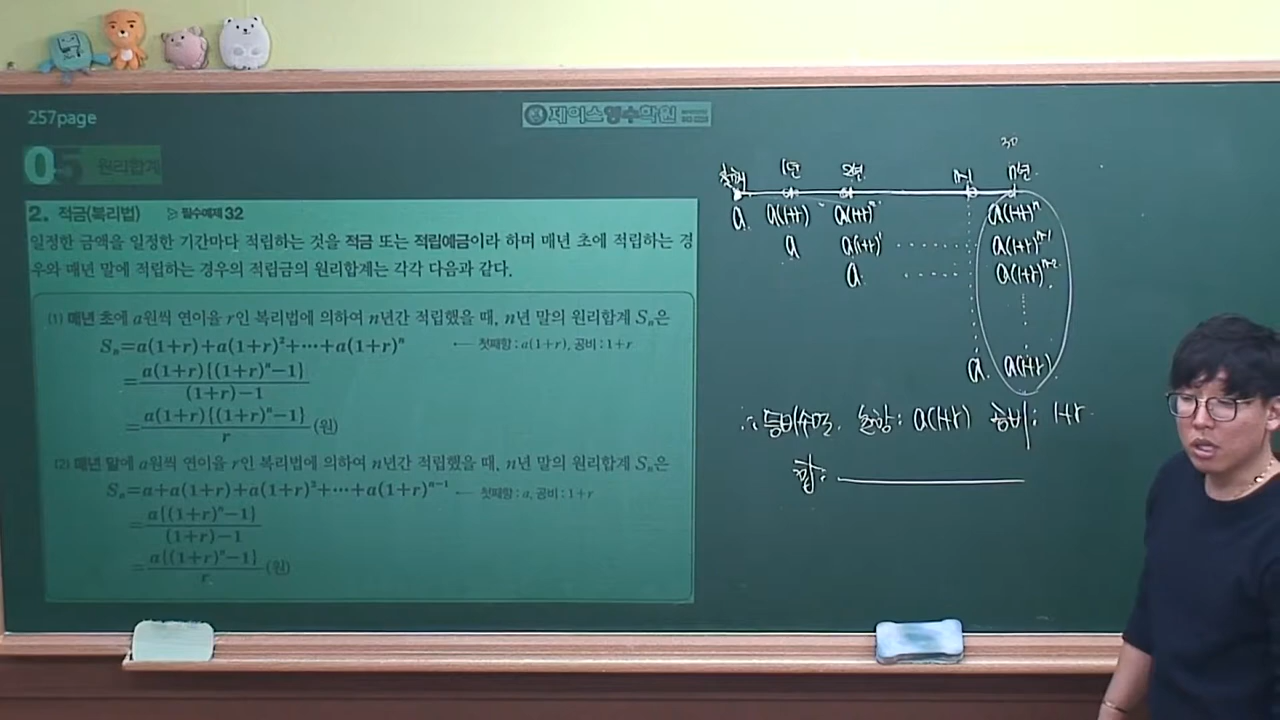 257page
제이스영수학원
05 원리합계
2. 적금(복리법) ≫ 필수예제 32
일정한 금액을 일정한 기간마다 적립하는 것을 적금 또는 적립예금이라 하며 매년 초에 적립하는 경
우와 매년 말에 적립하는 경우의 적립금의 원리합계는 각각 다음과 같다.
(1) 매년 초에 a원씩 연이율 r인 복리법에 의하여 n년간 적립했을 때, n년 말의 원리합계 Sₙ은
Sₙ=a(1+r)+a(1+r)²+⋯+a(1+r)ⁿ ← 첫째항 : a(1+r), 공비 : 1+r
=a(1+r){(1+r)ⁿ-1}/(1+r)-1
=a(1+r){(1+r)ⁿ-1}/r (원)
(2) 매년 말에 a원씩 연이율 r인 복리법에 의하여 n년간 적립했을 때, n년 말의 원리합계 Sₙ은
Sₙ=a+a(1+r)+a(1+r)²+⋯+a(1+r)ⁿ⁻¹ ← 첫째항 : a, 공비 : 1+r
=a{(1+r)ⁿ-1}/(1+r)-1
=a{(1+r)ⁿ-1}/r (원)
30
1년 2년 n-1 n년
a a(1+r) a(1+r)ⁿ
a a(1+r) ⋯ a(1+r)ⁿ⁻¹
a ⋯ a(1+r)ⁿ⁻²
a a(1+r)
∴ 등비수열. 초항: a(1+r) 공비: 1+r
합: